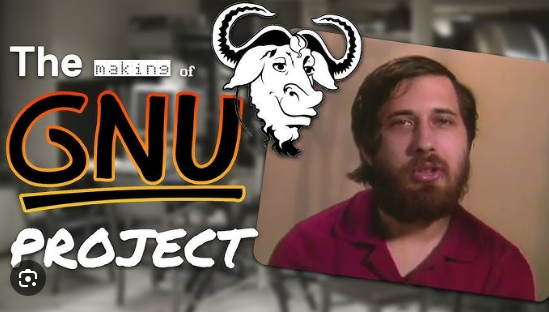 The making of
GNU
PROJECT